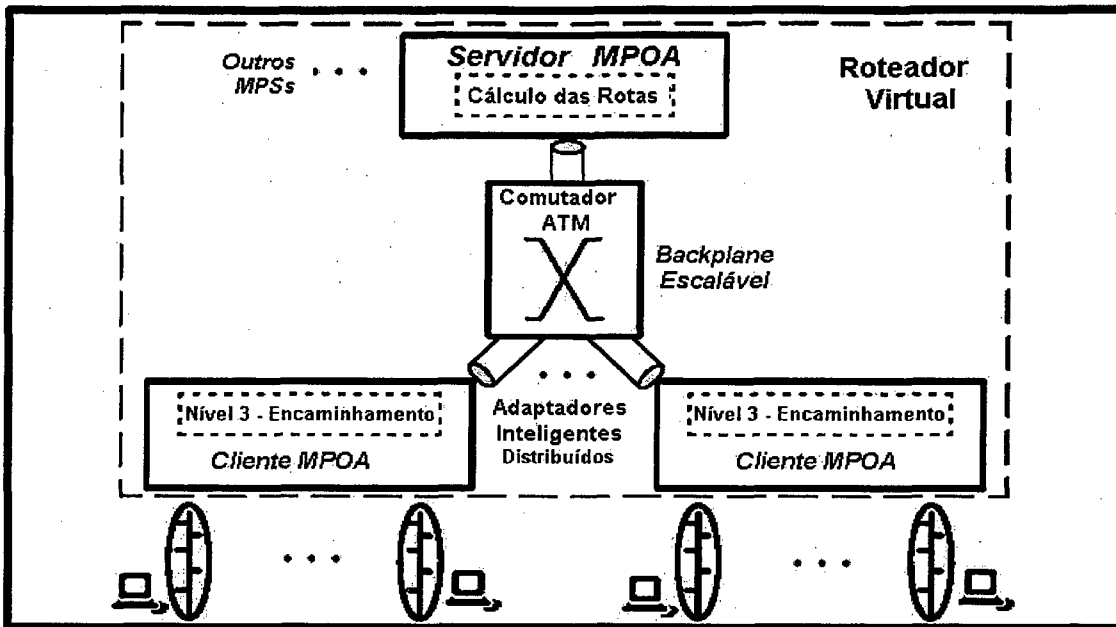 Outros
MPSs
Servidor MPOA
Cálculo das Rotas
Roteador
Virtual
Comutador
ATM
Backplane
Escalável
Nível 3 - Encaminhamento
Cliente MPOA
Adaptadores
Inteligentes
Distribuídos
Nível 3 - Encaminhamento
Cliente MPOA